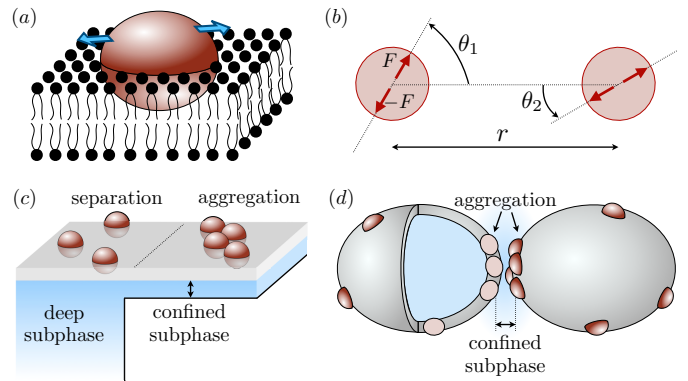 (a)
(b)
F
−F
θ₁
θ₂
r
(c)
separation
aggregation
deep
subphase
confined
subphase
(d)
aggregation
confined
subphase